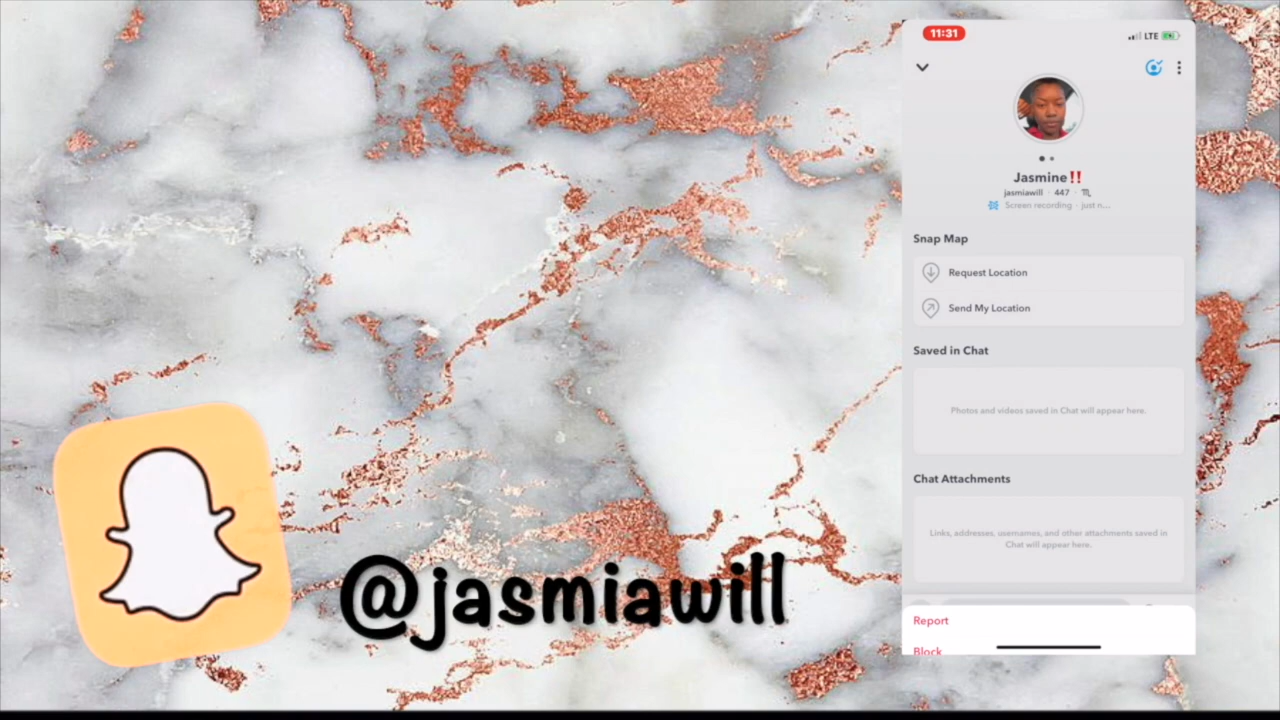 11:31
LTE
Jasmine‼️
jasmiawill · 447 · ♏
Screen recording · just n...
Snap Map
Request Location
Send My Location
Saved in Chat
Photos and videos saved in Chat will appear here.
Chat Attachments
Links, addresses, usernames, and other attachments saved in
Chat will appear here.
Report
Block
@jasmiawill